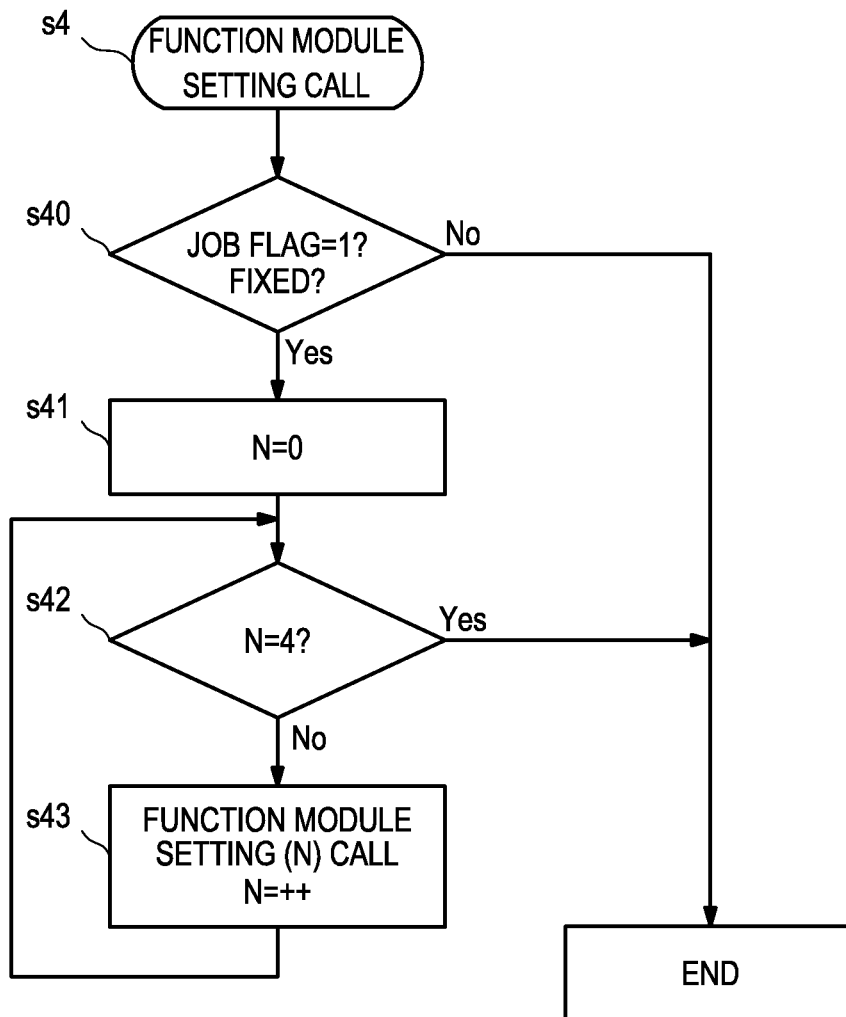 s4
FUNCTION MODULE
SETTING CALL
s40
JOB FLAG=1?
FIXED?
No
Yes
s41
N=0
s42
N=4?
Yes
No
s43
FUNCTION MODULE
SETTING (N) CALL
N=++
END